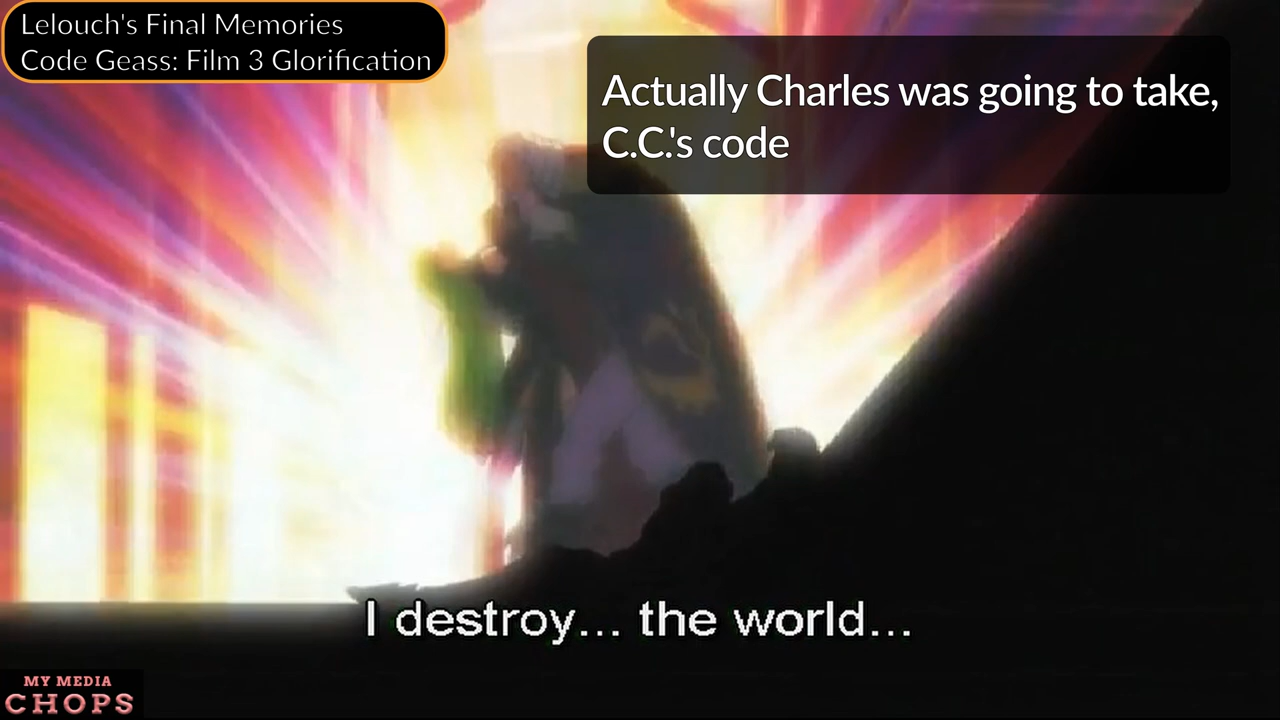 Lelouch's Final Memories
Code Geass: Film 3 Glorification
Actually Charles was going to take,
C.C.'s code
I destroy... the world...
MY MEDIA
CHOPS